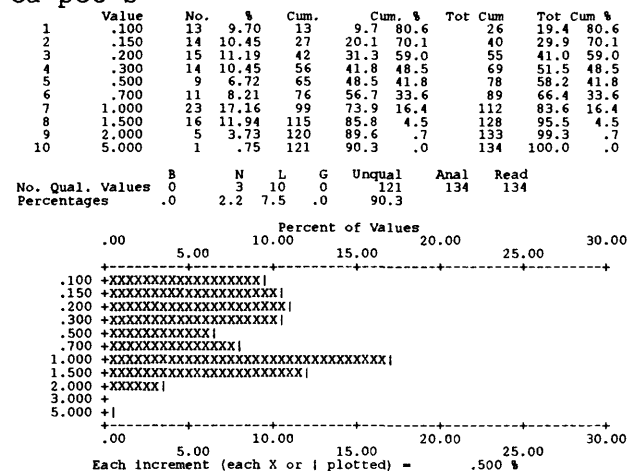 Ca pct s
Value No. % Cum. Cum. % Tot Cum Tot Cum %
1 .100 13 9.70 13 9.7 80.6 26 19.4 80.6
2 .150 14 10.45 27 20.1 70.1 40 29.9 70.1
3 .200 15 11.19 42 31.3 59.0 55 41.0 59.0
4 .300 14 10.45 56 41.8 48.5 69 51.5 48.5
5 .500 9 6.72 65 48.5 41.8 78 58.2 41.8
6 .700 11 8.21 76 56.7 33.6 89 66.4 33.6
7 1.000 23 17.16 99 73.9 16.4 112 83.6 16.4
8 1.500 16 11.94 115 85.8 4.5 128 95.5 4.5
9 2.000 5 3.73 120 89.6 .7 133 99.3 .7
10 5.000 1 .75 121 90.3 .0 134 100.0 .0
B N L G Unqual Anal Read
No. Qual. Values 0 3 10 0 121 134 134
Percentages .0 2.2 7.5 .0 90.3
Percent of Values
.00 10.00 20.00 30.00
5.00 15.00 25.00
+---------+---------+---------+---------+---------+---------+
.100 +XXXXXXXXXXXXXXXXXX|
.150 +XXXXXXXXXXXXXXXXXXXX|
.200 +XXXXXXXXXXXXXXXXXXXXX|
.300 +XXXXXXXXXXXXXXXXXXXX|
.500 +XXXXXXXXXXXX|
.700 +XXXXXXXXXXXXXXX|
1.000 +XXXXXXXXXXXXXXXXXXXXXXXXXXXXXXXXX|
1.500 +XXXXXXXXXXXXXXXXXXXXXXX|
2.000 +XXXXXX|
3.000 +
5.000 +|
+---------+---------+---------+---------+---------+---------+
.00 10.00 20.00 30.00
5.00 15.00 25.00
Each increment (each X or | plotted) = .500 %